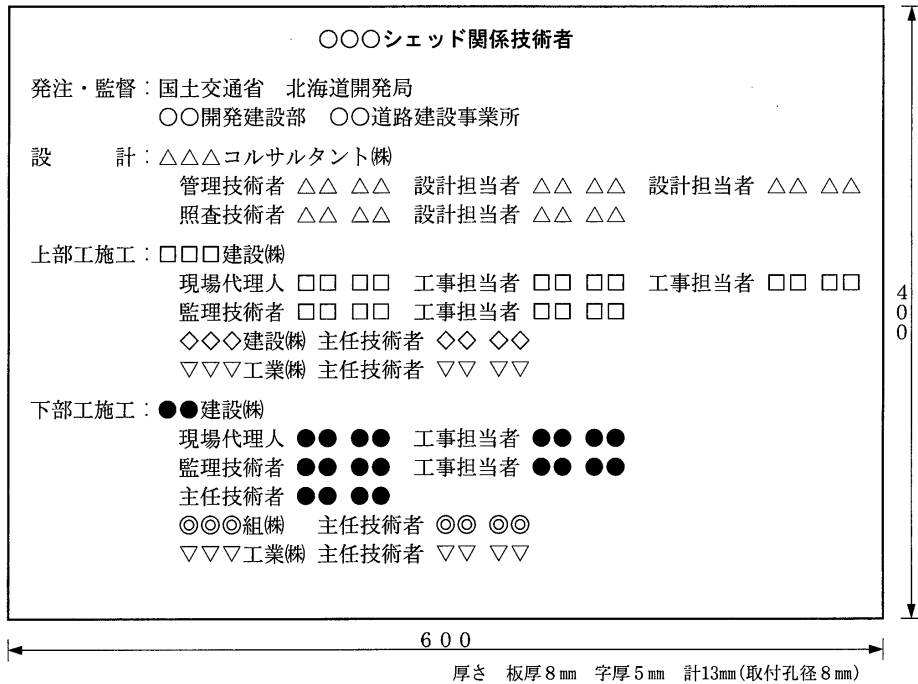 ○○○シェッド関係技術者
発注・監督：国土交通省　北海道開発局
○○開発建設部　○○道路建設事業所
設　　計：△△△コルサルタント㈱
管理技術者 △△ △△　設計担当者 △△ △△　設計担当者 △△ △△
照査技術者 △△ △△　設計担当者 △△ △△
上部工施工：□□□建設㈱
現場代理人 □□ □□　工事担当者 □□ □□　工事担当者 □□ □□
監理技術者 □□ □□　工事担当者 □□ □□
◇◇◇建設㈱ 主任技術者 ◇◇ ◇◇
▽▽▽工業㈱ 主任技術者 ▽▽ ▽▽
下部工施工：●●建設㈱
現場代理人 ●● ●●　工事担当者 ●● ●●
監理技術者 ●● ●●　工事担当者 ●● ●●
主任技術者 ●● ●●
◎◎◎組㈱　主任技術者 ◎◎ ◎◎
▽▽▽工業㈱ 主任技術者 ▽▽ ▽▽
400
600
厚さ　板厚8㎜　字厚5㎜　計13㎜(取付孔径8㎜)